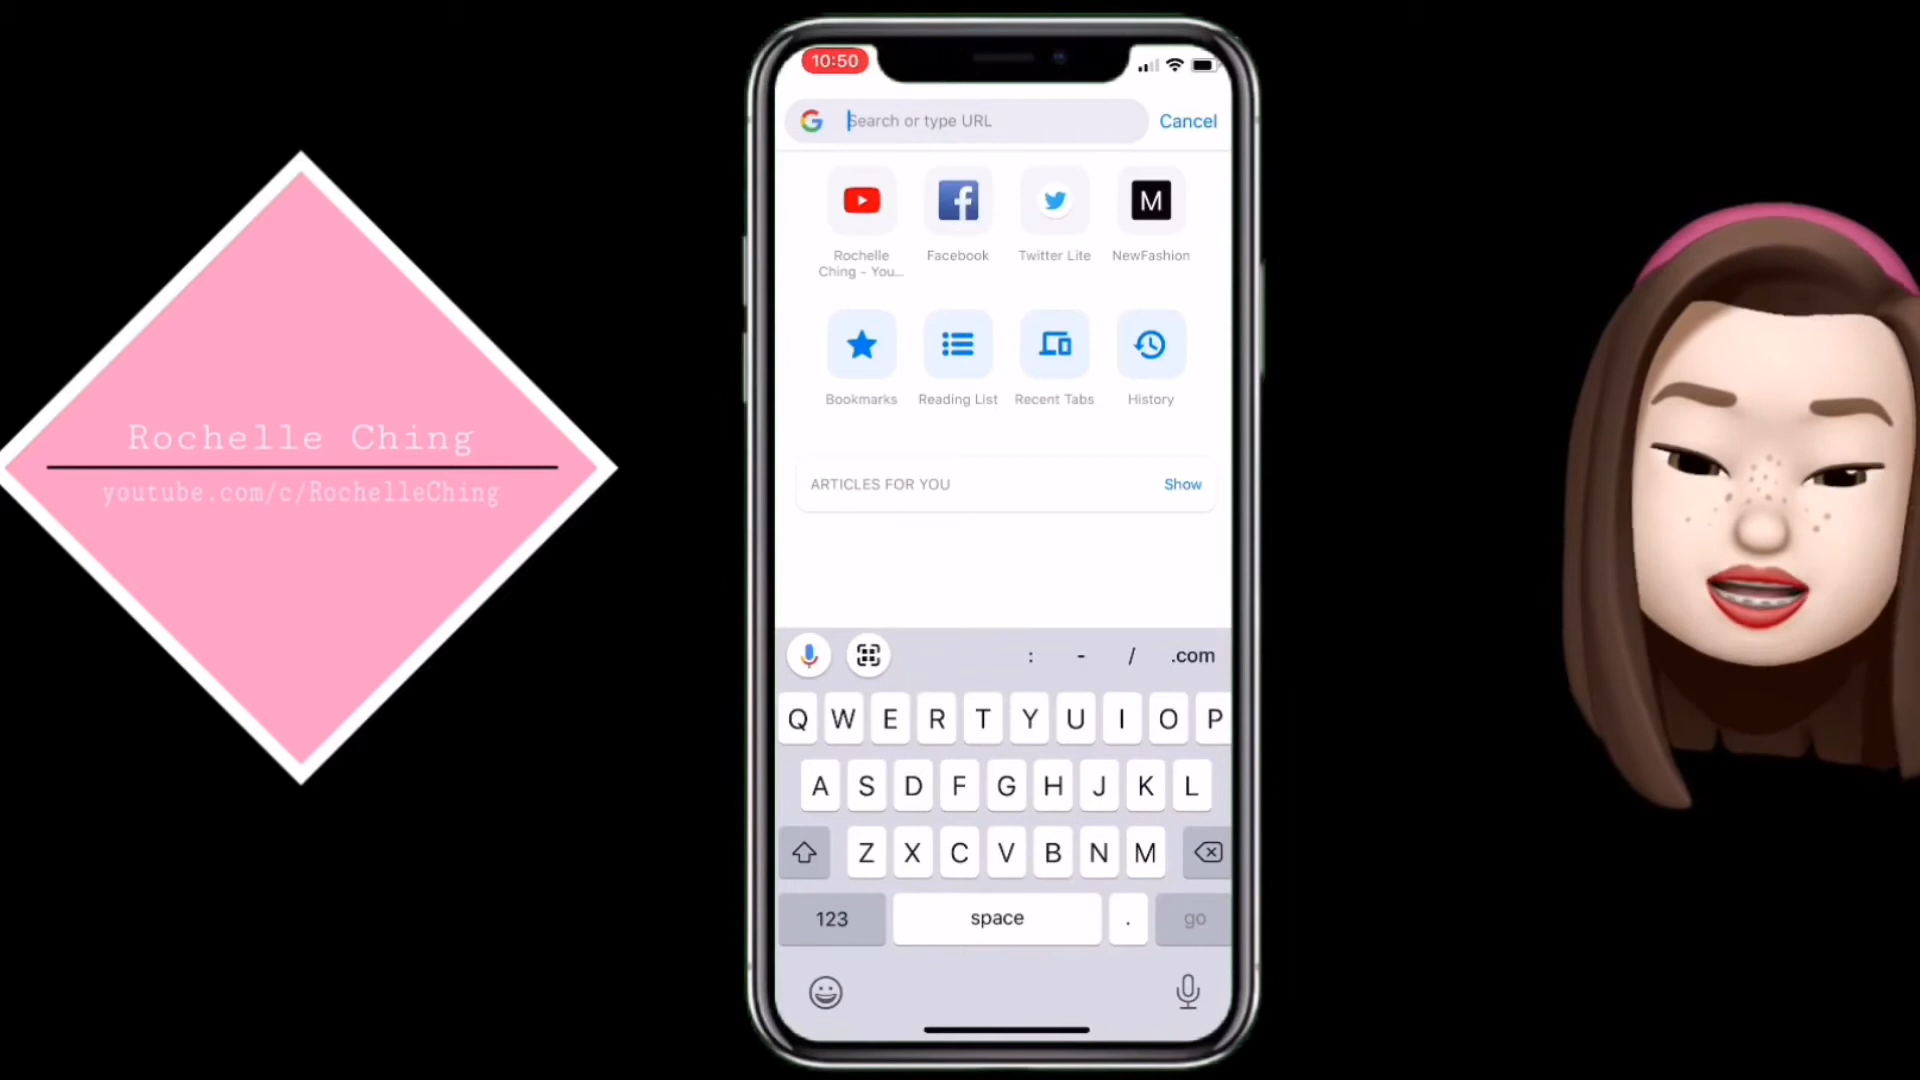 10:50
Search or type URL
Cancel
f
M
Rochelle
Ching - You...
Facebook
Twitter Lite
NewFashion
Bookmarks
Reading List
Recent Tabs
History
Rochelle Ching
youtube.com/c/RochelleChing
ARTICLES FOR YOU
Show
: - / .com
Q W E R T Y U I O P
A S D F G H J K L
Z X C V B N M
123 space . go